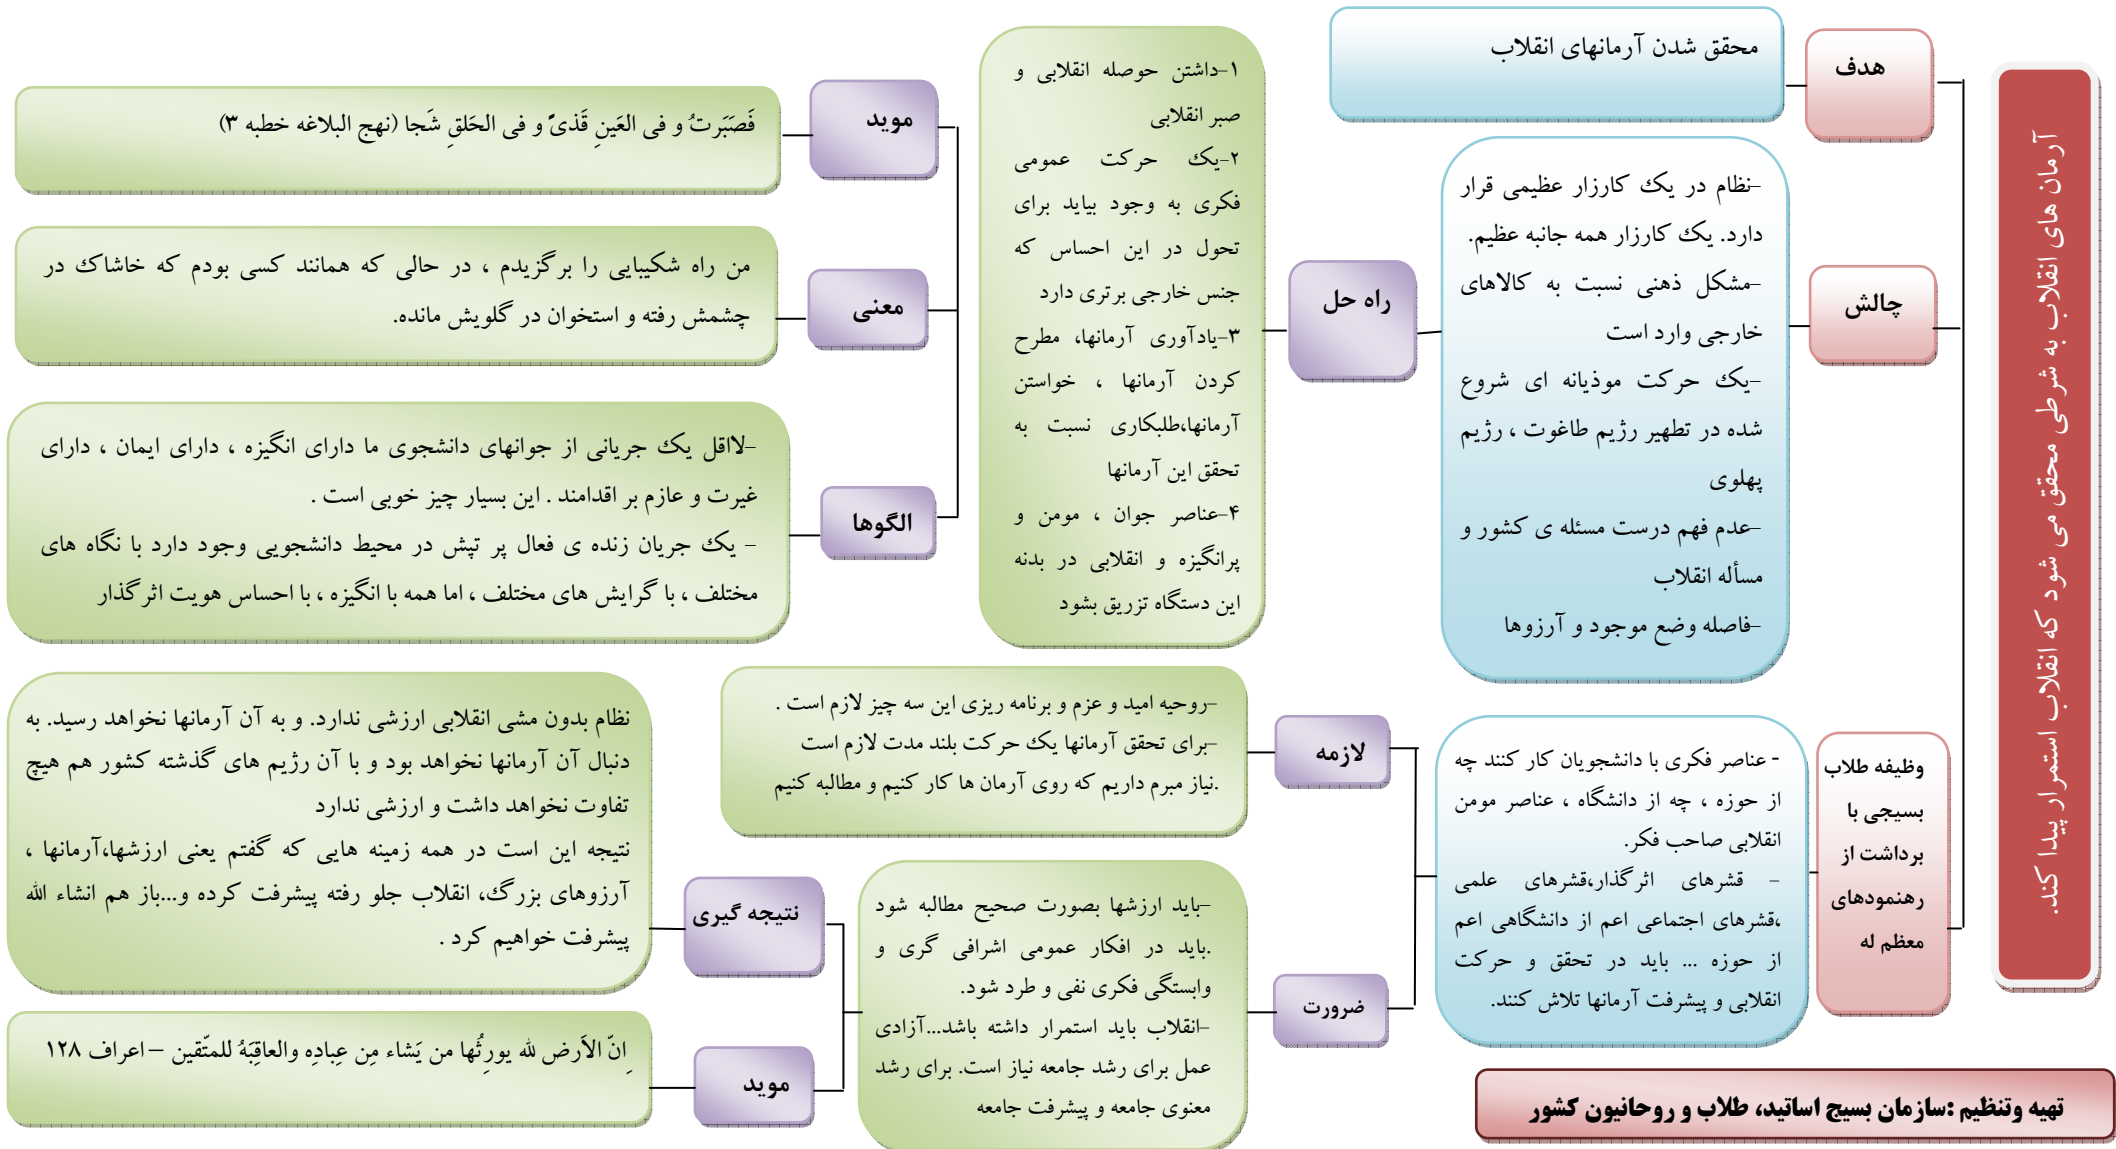 آرمان های انقلاب به شرطی محقق می شود که انقلاب استمرار پیدا کند.
هدف
محقق شدن آرمانهای انقلاب
چالش
–نظام در یک کارزار عظیمی قرار
دارد. یک کارزار همه جانبه عظیم.
–مشکل ذهنی نسبت به کالاهای
خارجی وارد است
–یک حرکت موذیانه ای شروع
شده در تطهیر رژیم طاغوت ، رژیم
پهلوی
–عدم فهم درست مسئله ی کشور و
مسأله انقلاب
–فاصله وضع موجود و آرزوها
راه حل
۱–داشتن حوصله انقلابی و
صبر انقلابی
۲–یک حرکت عمومی
فکری به وجود بیاید برای
تحول در این احساس که
جنس خارجی برتری دارد
۳–یادآوری آرمانها، مطرح
کردن آرمانها ، خواستن
آرمانها،طلبکاری نسبت به
تحقق این آرمانها
۴–عناصر جوان ، مومن و
پرانگیزه و انقلابی در بدنه
این دستگاه تزریق بشود
موید
فَصَبَرتُ و فی العَینِ قَذیً و فی الحَلقِ شَجا (نهج البلاغه خطبه ۳)
معنی
من راه شکیبایی را برگزیدم ، در حالی که همانند کسی بودم که خاشاک در
چشمش رفته و استخوان در گلویش مانده.
الگوها
–لااقل یک جریانی از جوانهای دانشجوی ما دارای انگیزه ، دارای ایمان ، دارای
غیرت و عازم بر اقدامند . این بسیار چیز خوبی است .
– یک جریان زنده ی فعال پر تپش در محیط دانشجویی وجود دارد با نگاه های
مختلف ، با گرایش های مختلف ، اما همه با انگیزه ، با احساس هویت اثرگذار
وظیفه طلاب
بسیجی با
برداشت از
رهنمودهای
معظم له
- عناصر فکری با دانشجویان کار کنند چه
از حوزه ، چه از دانشگاه ، عناصر مومن
انقلابی صاحب فکر.
– قشرهای اثرگذار،قشرهای علمی
،قشرهای اجتماعی اعم از دانشگاهی اعم
از حوزه ... باید در تحقق و حرکت
انقلابی و پیشرفت آرمانها تلاش کنند.
لازمه
–روحیه امید و عزم و برنامه ریزی این سه چیز لازم است .
–برای تحقق آرمانها یک حرکت بلند مدت لازم است
.نیاز مبرم داریم که روی آرمان ها کار کنیم و مطالبه کنیم
ضرورت
–باید ارزشها بصورت صحیح مطالبه شود
.باید در افکار عمومی اشرافی گری و
وابستگی فکری نفی و طرد شود.
–انقلاب باید استمرار داشته باشد...آزادی
عمل برای رشد جامعه نیاز است. برای رشد
معنوی جامعه و پیشرفت جامعه
نتیجه گیری
نظام بدون مشی انقلابی ارزشی ندارد. و به آن آرمانها نخواهد رسید. به
دنبال آن آرمانها نخواهد بود و با آن رژیم های گذشته کشور هم هیچ
تفاوت نخواهد داشت و ارزشی ندارد
نتیجه این است در همه زمینه هایی که گفتم یعنی ارزشها،آرمانها ،
آرزوهای بزرگ، انقلاب جلو رفته پیشرفت کرده و...باز هم انشاء الله
پیشرفت خواهیم کرد .
موید
اِنّ الاَرض لله یورِثُها من یَشاء مِن عِبادِه والعاقِبَهُ للمتّقین – اعراف ۱۲۸
تهیه وتنظیم :سازمان بسیج اساتید، طلاب و روحانیون کشور